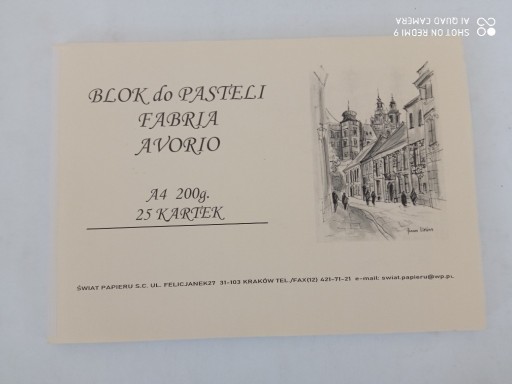 BLOK do PASTELI
FABRIA
AVORIO
A4 200g.
25 KARTEK
ŚWIAT PAPIERU S.C. UL. FELICJANEK27 31-103 KRAKÓW TEL./FAX(12) 421-71-21 e-mail: swiat.papieru@wp.pl
SHOT ON REDMI 9
AI QUAD CAMERA